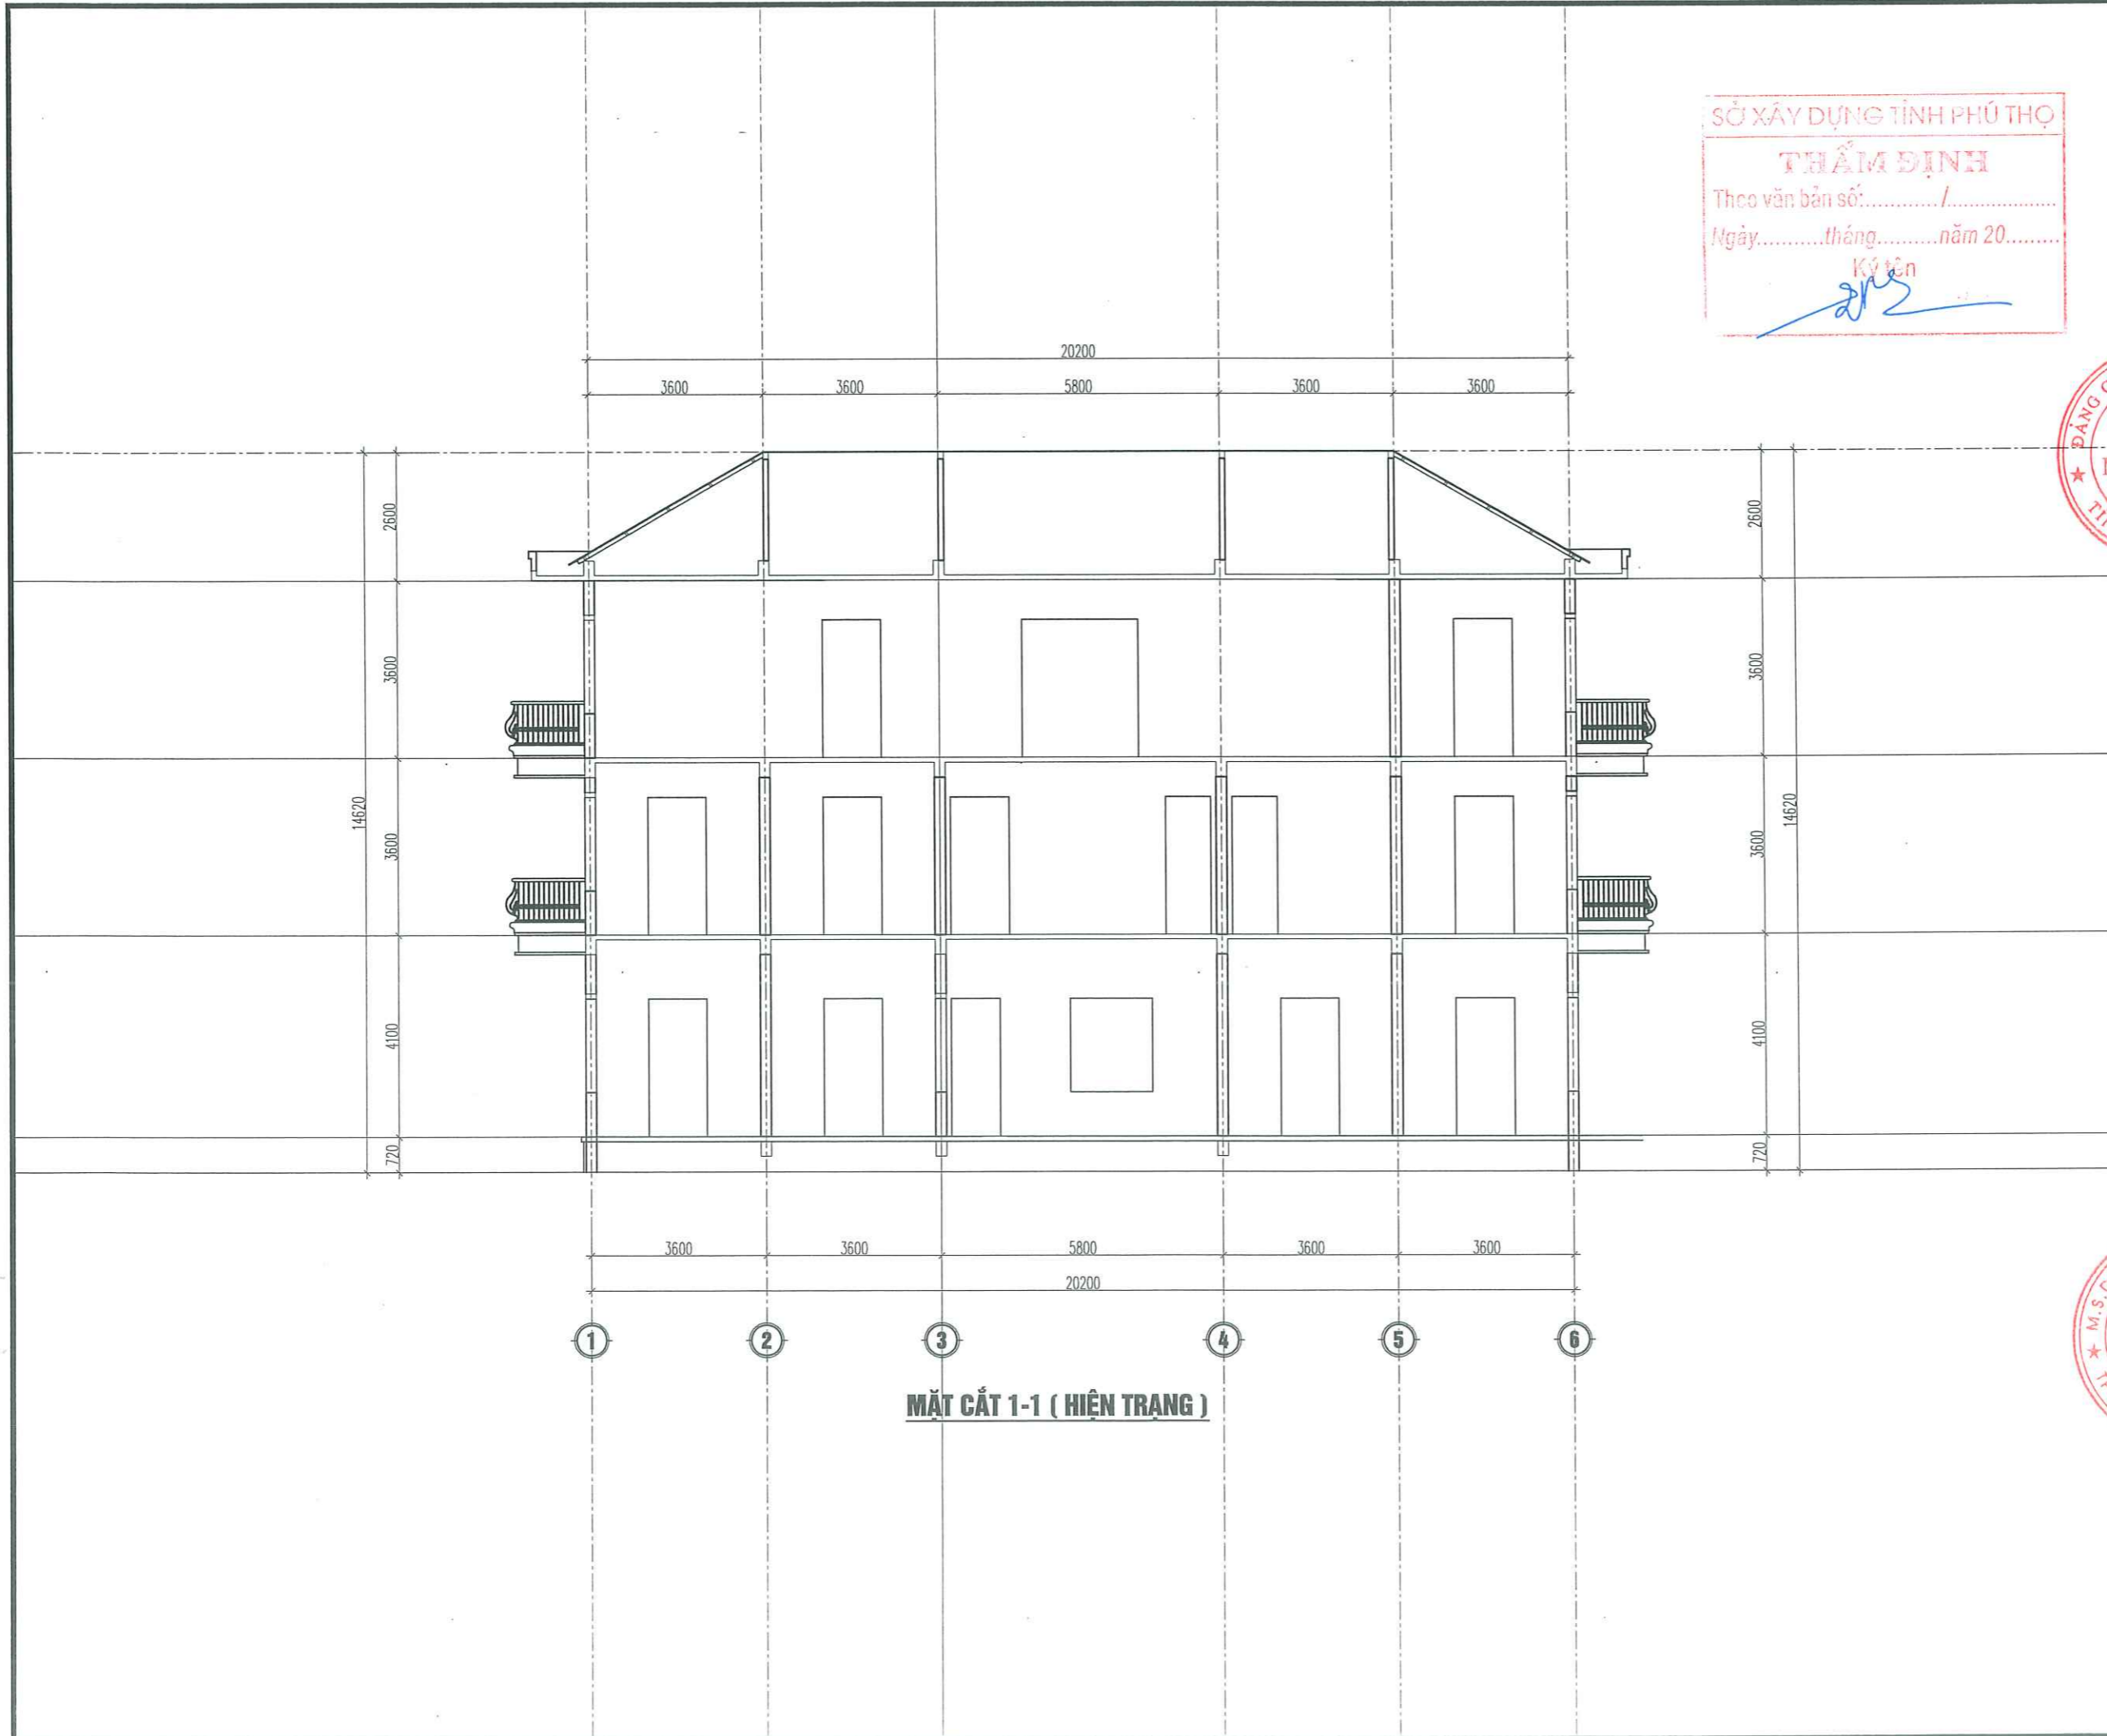 SỞ XÂY DỰNG TỈNH PHÚ THỌ
THẨM ĐỊNH
Theo văn bản số:............/..................
Ngày...........tháng..........năm 20.........
Ký tên
20200
3600 3600 5800 3600 3600
ĐẢNG
2600
3600
3600
4100
720
14620
2600
3600
3600
4100
720
14620
3600 3600 5800 3600 3600
20200
M.S.
1 2 3 4 5 6
MẶT CẮT 1-1 ( HIỆN TRẠNG )